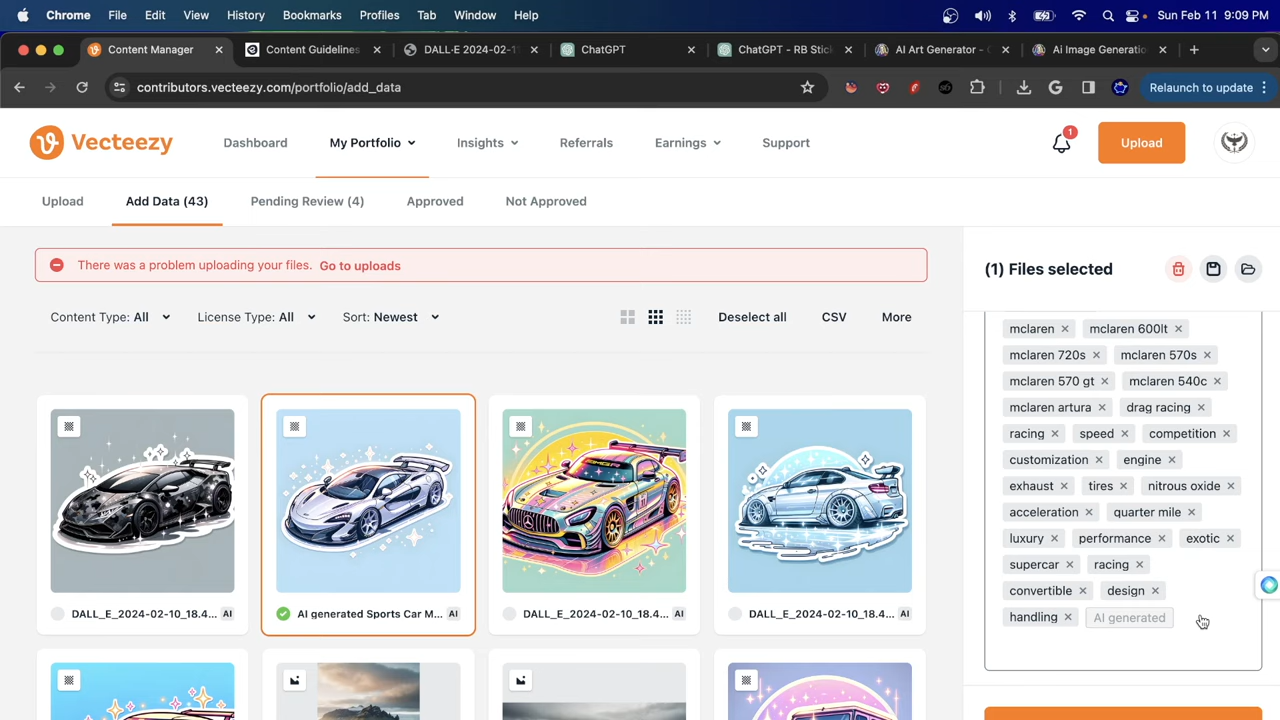 Chrome File Edit View History Bookmarks Profiles Tab Window Help Sun Feb 11 9:09 PM
Content Manager Content Guidelines DALL·E 2024-02-1 ChatGPT ChatGPT - RB Stick AI Art Generator - Ai Image Generatio
contributors.vecteezy.com/portfolio/add_data Relaunch to update
Vecteezy Dashboard My Portfolio Insights Referrals Earnings Support 1 Upload
Upload Add Data (43) Pending Review (4) Approved Not Approved
There was a problem uploading your files. Go to uploads
(1) Files selected
Content Type: All License Type: All Sort: Newest Deselect all CSV More
mclaren × mclaren 600lt ×
mclaren 720s × mclaren 570s ×
mclaren 570 gt × mclaren 540c ×
mclaren artura × drag racing ×
racing × speed × competition ×
customization × engine ×
exhaust × tires × nitrous oxide ×
acceleration × quarter mile ×
luxury × performance × exotic ×
supercar × racing ×
convertible × design ×
handling × AI generated
DALL_E_2024-02-10_18.4... AI
AI generated Sports Car M... AI
DALL_E_2024-02-10_18.4... AI
DALL_E_2024-02-10_18.4... AI